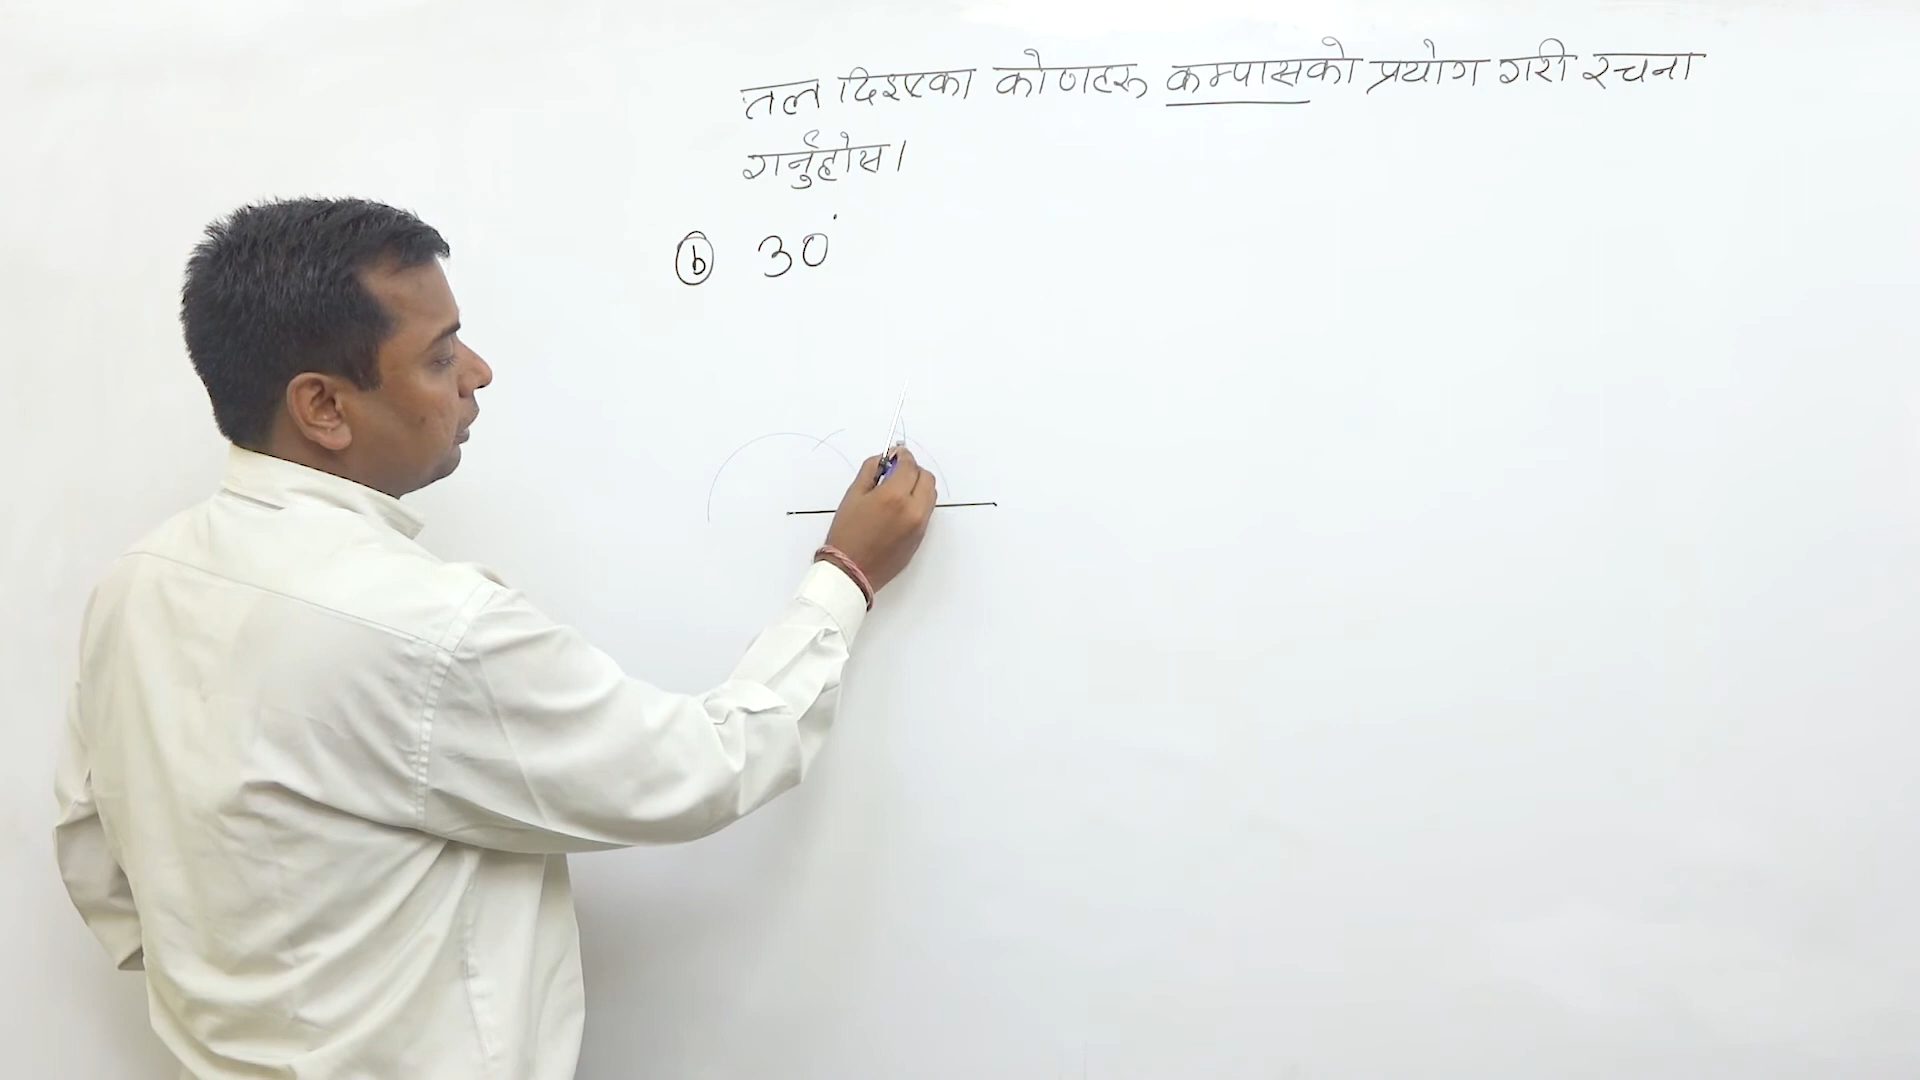 तल दिइएका कोणहरू कम्पासको प्रयोग गरी रचना
गर्नुहोस।
ⓑ 30°